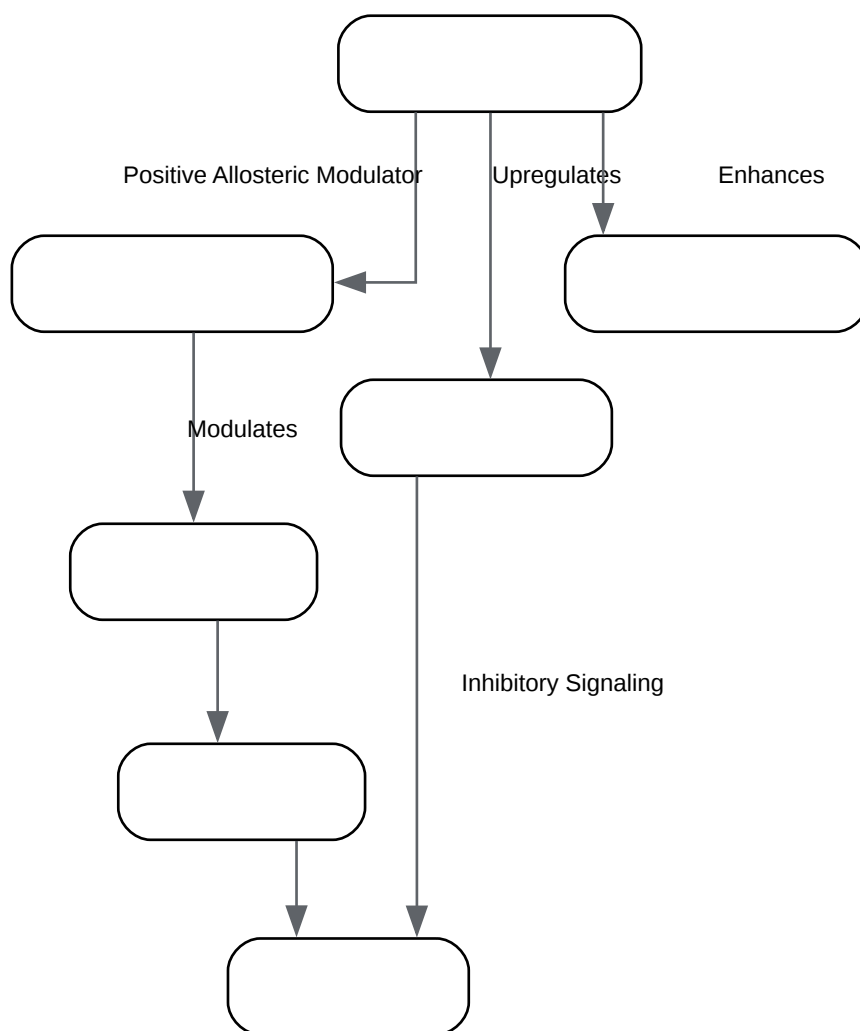 Positive Allosteric Modulator
Upregulates
Enhances
Modulates
Inhibitory Signaling